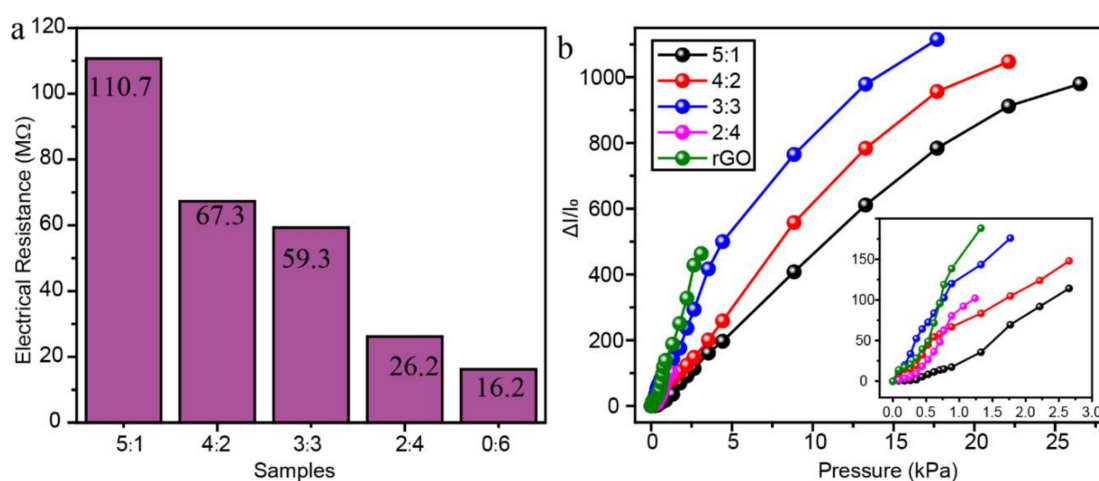 a
120
100
80
60
40
20
0
Electrical Resistance (MΩ)
110.7
67.3
59.3
26.2
16.2
5:1 4:2 3:3 2:4 0:6
Samples
b
1000
800
600
400
200
0
ΔI/I₀
5:1
4:2
3:3
2:4
rGO
150
100
50
0
0.0 0.5 1.0 1.5 2.0 2.5 3.0
0 5 10 15 20 25
Pressure (kPa)